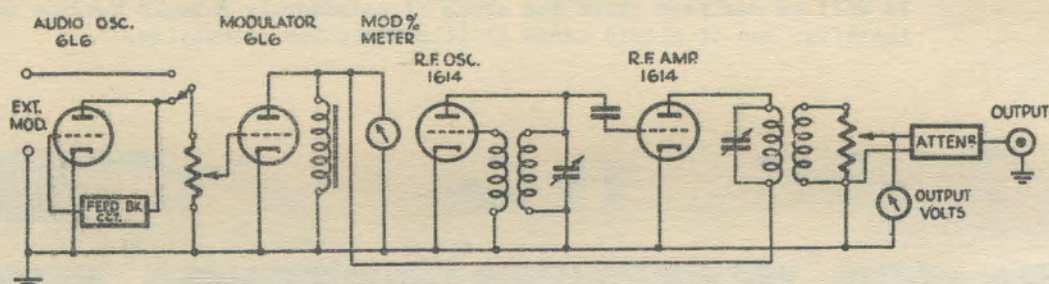 AUDIO OSC.
6L6
MODULATOR
6L6
MOD%
METER
R.F. OSC.
1614
R.F. AMP.
1614
EXT.
MOD.
FEED BK
CCT.
ATTENR
OUTPUT
OUTPUT
VOLTS